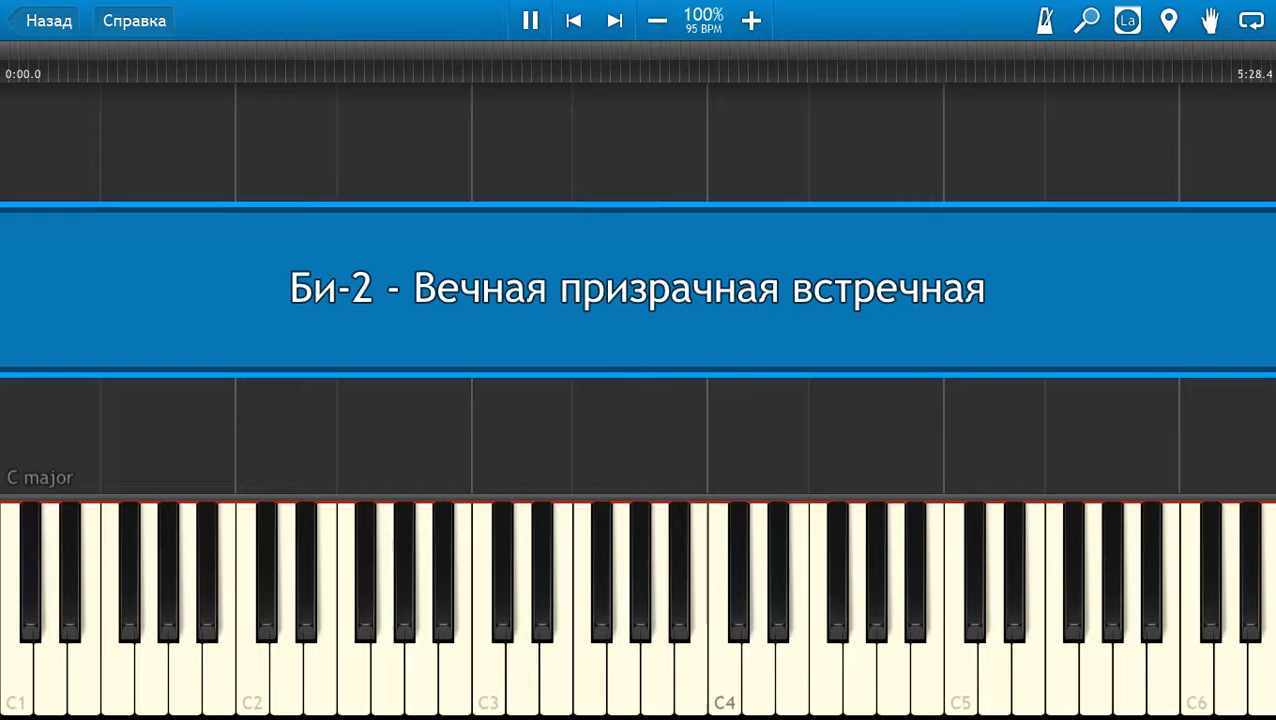 Назад
Справка
100%
95 BPM
La
0:00.0
5:28.4
Би-2 - Вечная призрачная встречная
C major
C1
C2
C3
C4
C5
C6